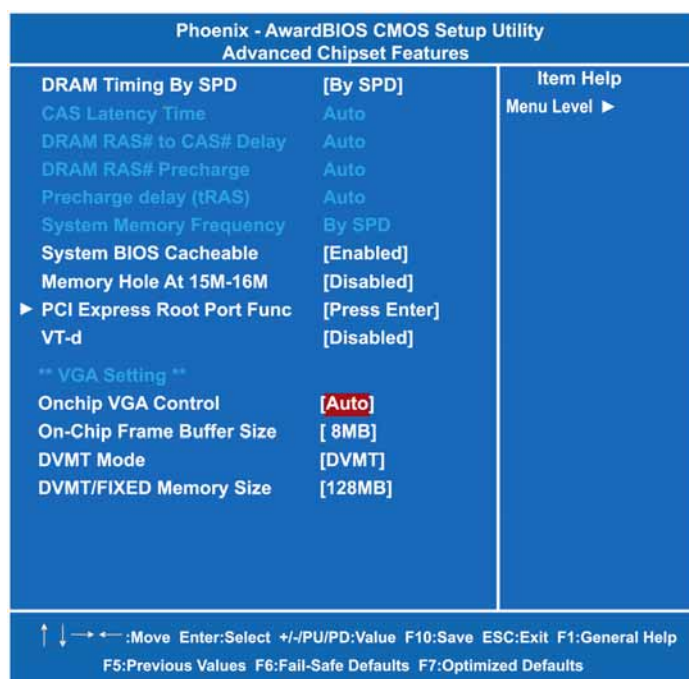 Phoenix - AwardBIOS CMOS Setup Utility
Advanced Chipset Features
DRAM Timing By SPD [By SPD]
CAS Latency Time Auto
DRAM RAS# to CAS# Delay Auto
DRAM RAS# Precharge Auto
Precharge delay (tRAS) Auto
System Memory Frequency By SPD
System BIOS Cacheable [Enabled]
Memory Hole At 15M-16M [Disabled]
► PCI Express Root Port Func [Press Enter]
VT-d [Disabled]
** VGA Setting **
Onchip VGA Control [Auto]
On-Chip Frame Buffer Size [ 8MB]
DVMT Mode [DVMT]
DVMT/FIXED Memory Size [128MB]
Item Help
Menu Level ►
↑ ↓ → ← :Move Enter:Select +/-/PU/PD:Value F10:Save ESC:Exit F1:General Help
F5:Previous Values F6:Fail-Safe Defaults F7:Optimized Defaults